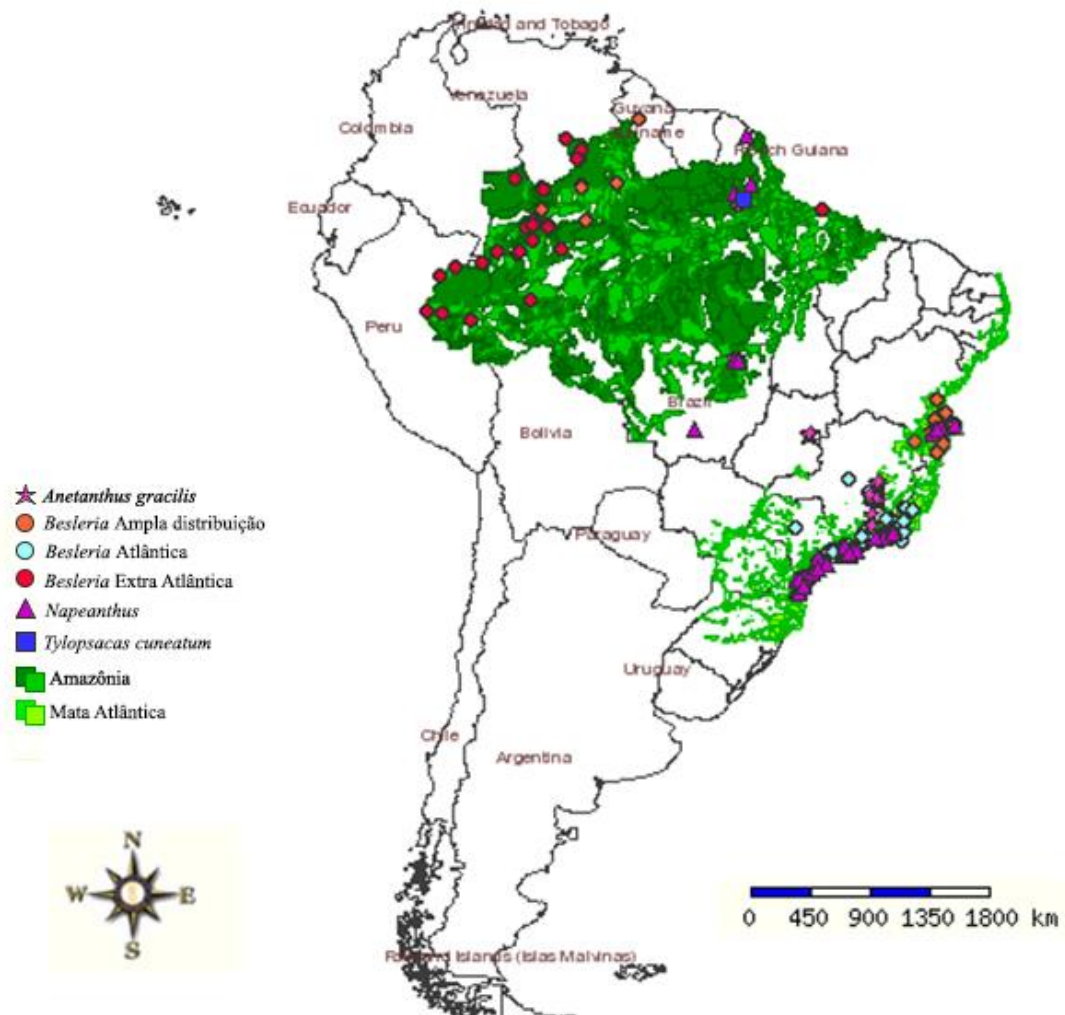 Trinidad and Tobago
Venezuela
Guyana
Suriname
French Guiana
Colombia
Ecuador
Peru
Brazil
Bolivia
Paraguay
Uruguay
Chile
Argentina
Falkland Islands (Islas Malvinas)
Anetanthus gracilis
Besleria Ampla distribuição
Besleria Atlântica
Besleria Extra Atlântica
Napeanthus
Tylopsacas cuneatum
Amazônia
Mata Atlântica
N
W E
S
0 450 900 1350 1800 km